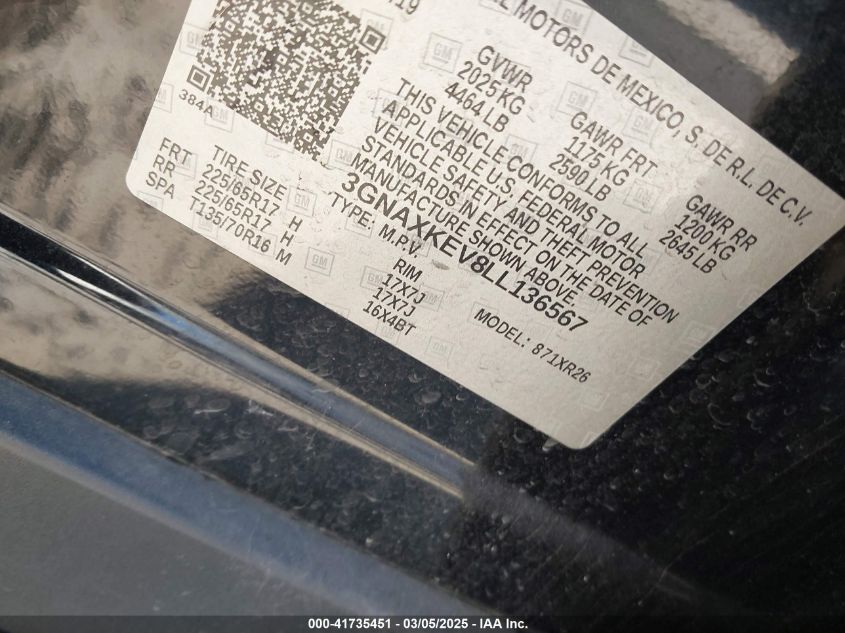 419
L MOTORS DE MEXICO, S. DE R.L. DE C.V.
GVWR GAWR FRT GAWR RR
2025 KG 1175 KG 1200 KG
4464 LB 2590 LB 2645 LB
THIS VEHICLE CONFORMS TO ALL
APPLICABLE U.S. FEDERAL MOTOR
VEHICLE SAFETY AND THEFT PREVENTION
STANDARDS IN EFFECT ON THE DATE OF
MANUFACTURE SHOWN ABOVE.
3GNAXKEV8LL136567
TYPE: M.P.V. MODEL: 871XR26
384A
TIRE SIZE RIM
FRT 225/65R17 H 17X7J
RR 225/65R17 H 17X7J
SPA T135/70R16 M 16X4BT
GM
000-41735451 - 03/05/2025 - IAA Inc.